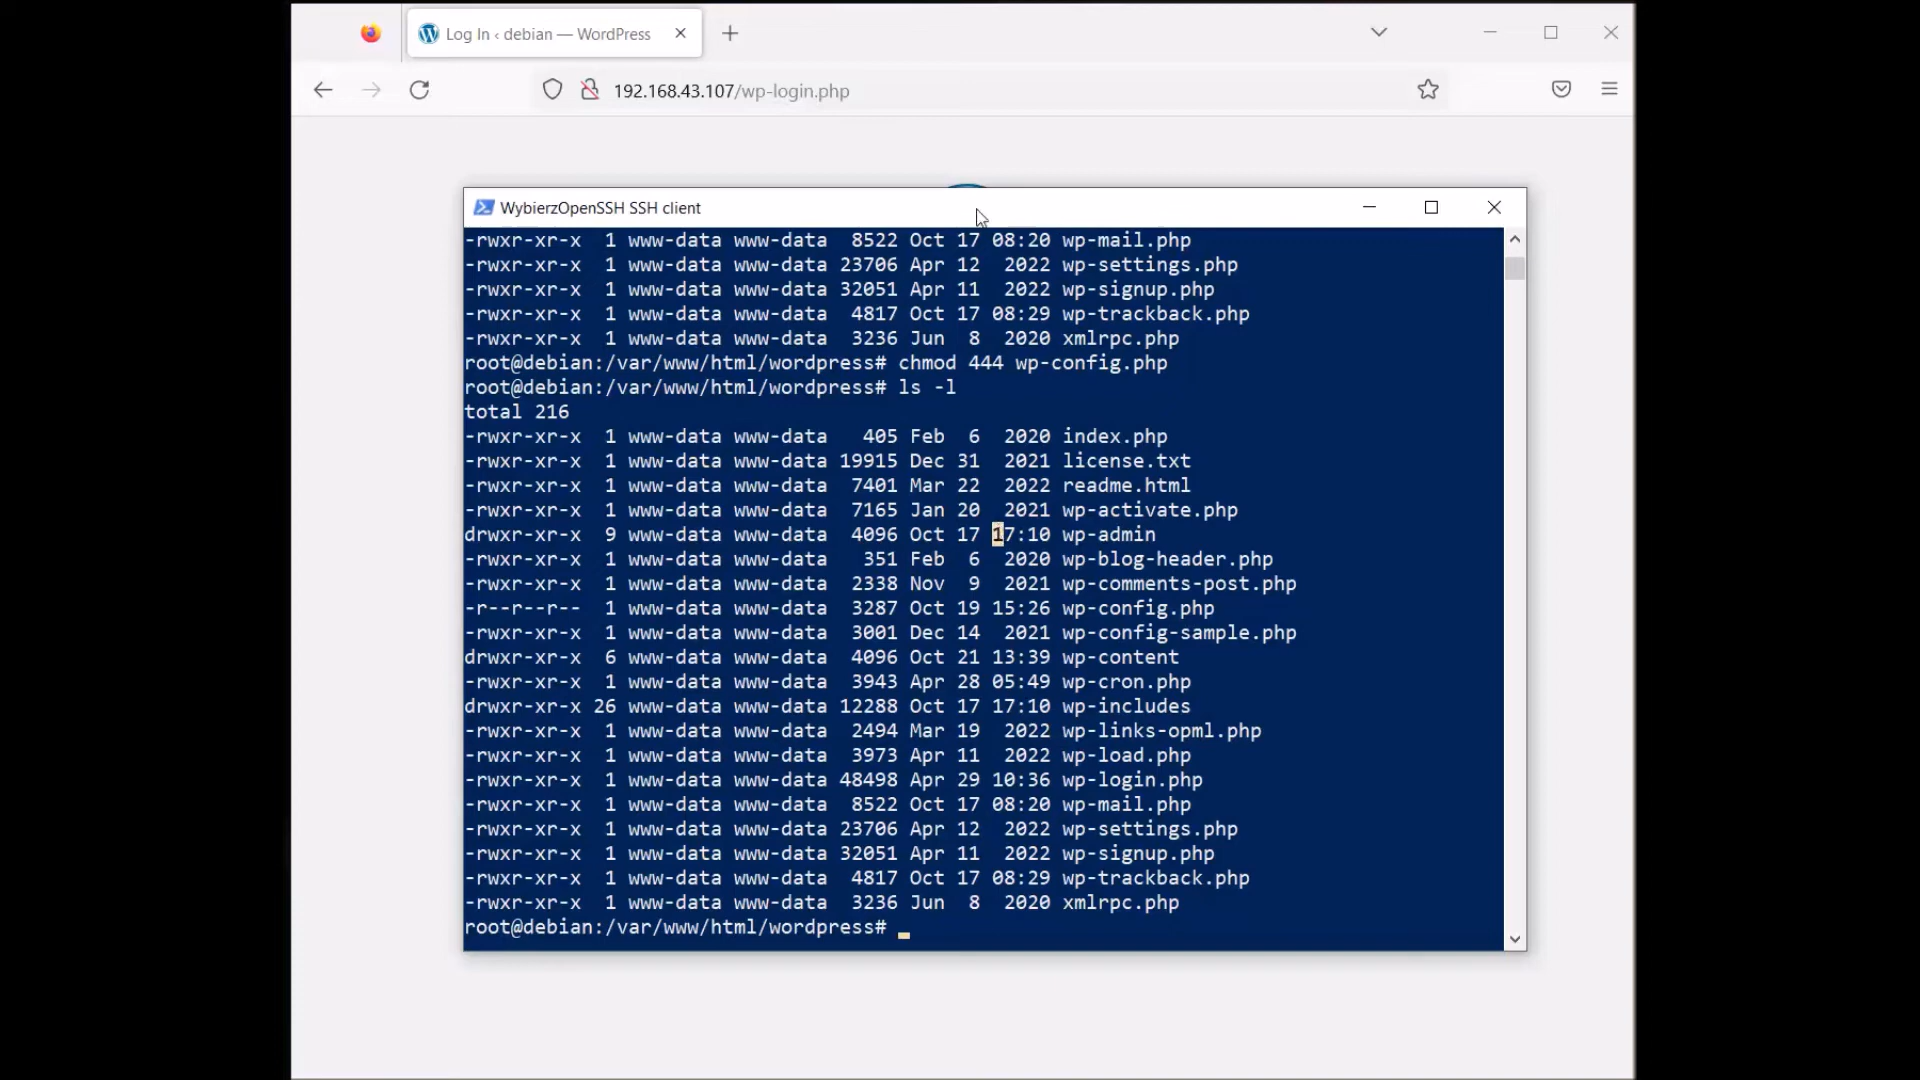 Log In ‹ debian — WordPress
192.168.43.107/wp-login.php
WybierzOpenSSH SSH client
-rwxr-xr-x  1 www-data www-data  8522 Oct 17 08:20 wp-mail.php
-rwxr-xr-x  1 www-data www-data 23706 Apr 12  2022 wp-settings.php
-rwxr-xr-x  1 www-data www-data 32051 Apr 11  2022 wp-signup.php
-rwxr-xr-x  1 www-data www-data  4817 Oct 17 08:29 wp-trackback.php
-rwxr-xr-x  1 www-data www-data  3236 Jun  8  2020 xmlrpc.php
root@debian:/var/www/html/wordpress# chmod 444 wp-config.php
root@debian:/var/www/html/wordpress# ls -l
total 216
-rwxr-xr-x  1 www-data www-data   405 Feb  6  2020 index.php
-rwxr-xr-x  1 www-data www-data 19915 Dec 31  2021 license.txt
-rwxr-xr-x  1 www-data www-data  7401 Mar 22  2022 readme.html
-rwxr-xr-x  1 www-data www-data  7165 Jan 20  2021 wp-activate.php
drwxr-xr-x  9 www-data www-data  4096 Oct 17 17:10 wp-admin
-rwxr-xr-x  1 www-data www-data   351 Feb  6  2020 wp-blog-header.php
-rwxr-xr-x  1 www-data www-data  2338 Nov  9  2021 wp-comments-post.php
-r--r--r--  1 www-data www-data  3287 Oct 19 15:26 wp-config.php
-rwxr-xr-x  1 www-data www-data  3001 Dec 14  2021 wp-config-sample.php
drwxr-xr-x  6 www-data www-data  4096 Oct 21 13:39 wp-content
-rwxr-xr-x  1 www-data www-data  3943 Apr 28 05:49 wp-cron.php
drwxr-xr-x 26 www-data www-data 12288 Oct 17 17:10 wp-includes
-rwxr-xr-x  1 www-data www-data  2494 Mar 19  2022 wp-links-opml.php
-rwxr-xr-x  1 www-data www-data  3973 Apr 11  2022 wp-load.php
-rwxr-xr-x  1 www-data www-data 48498 Apr 29 10:36 wp-login.php
-rwxr-xr-x  1 www-data www-data  8522 Oct 17 08:20 wp-mail.php
-rwxr-xr-x  1 www-data www-data 23706 Apr 12  2022 wp-settings.php
-rwxr-xr-x  1 www-data www-data 32051 Apr 11  2022 wp-signup.php
-rwxr-xr-x  1 www-data www-data  4817 Oct 17 08:29 wp-trackback.php
-rwxr-xr-x  1 www-data www-data  3236 Jun  8  2020 xmlrpc.php
root@debian:/var/www/html/wordpress#